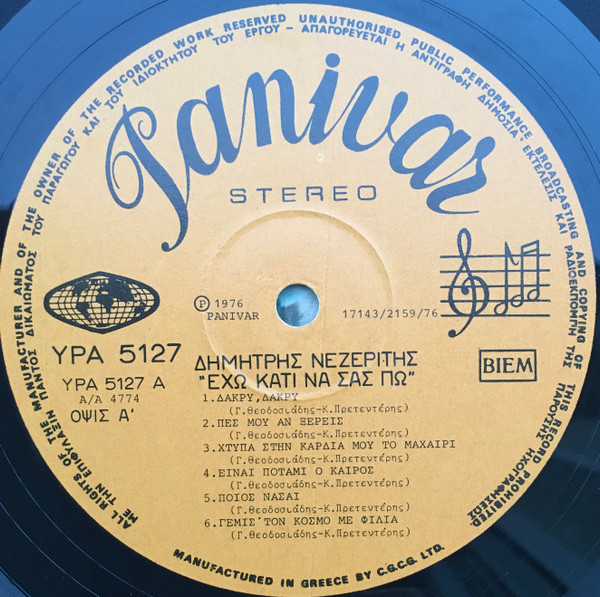 ALL RIGHTS OF THE MANUFACTURER AND OF THE OWNER OF THE RECORDED WORK RESERVED UNAUTHORISED PUBLIC PERFORMANCE BROADCASTING AND COPYING OF THIS RECORD PROHIBITED
ΜΕ ΤΗΝ ΕΠΙΦΥΛΑΞΙΝ ΠΑΝΤΟΣ ΔΙΚΑΙΩΜΑΤΟΣ ΤΟΥ ΠΑΡΑΓΩΓΟΥ ΚΑΙ ΤΟΥ ΙΔΙΟΚΤΗΤΟΥ ΤΟΥ ΕΡΓΟΥ – ΑΠΑΓΟΡΕΥΕΤΑΙ Η ΑΝΤΙΓΡΑΦΗ ΔΗΜΟΣΙΑ ΕΚΤΕΛΕΣΙΣ ΚΑΙ ΡΑΔΙΟΕΚΠΟΜΠΗ ΤΗΣ ΠΑΡΟΥΣΗΣ ΗΧΟΓΡΑΦΗΣΕΩΣ
Panivar
STEREO
Ⓟ 1976
PANIVAR
17143/2159/76
YPA 5127
YPA 5127 A
A/A 4774
ΟΨΙΣ Α'
BIEM
ΔΗΜΗΤΡΗΣ ΝΕΖΕΡΙΤΗΣ
"ΕΧΩ ΚΑΤΙ ΝΑ ΣΑΣ ΠΩ"
1.ΔΑΚΡΥ,ΔΑΚΡΥ
(Γ.Θεοδοσιάδης-Κ.Πρετεντέρης)
2.ΠΕΣ ΜΟΥ ΑΝ ΞΕΡΕΙΣ
(Γ.Θεοδοσιάδης-Κ.Πρετεντέρης)
3.ΧΤΥΠΑ ΣΤΗΝ ΚΑΡΔΙΑ ΜΟΥ ΤΟ ΜΑΧΑΙΡΙ
(Γ.Θεοδοσιάδης-Κ.Πρετεντέρης)
4.ΕΙΝΑΙ ΠΟΤΑΜΙ Ο ΚΑΙΡΟΣ
(Γ.Θεοδοσιάδης-Κ.Πρετεντέρης)
5.ΠΟΙΟΣ ΝΑΣΑΙ
(Γ.Θεοδοσιάδης-Κ.Πρετεντέρης)
6.ΓΕΜΙΣ'ΤΟΝ ΚΟΣΜΟ ΜΕ ΦΙΛΙΑ
(Γ.Θεοδοσιάδης-Κ.Πρετεντέρης)
MANUFACTURED IN GREECE BY C.G.C.G. LTD.